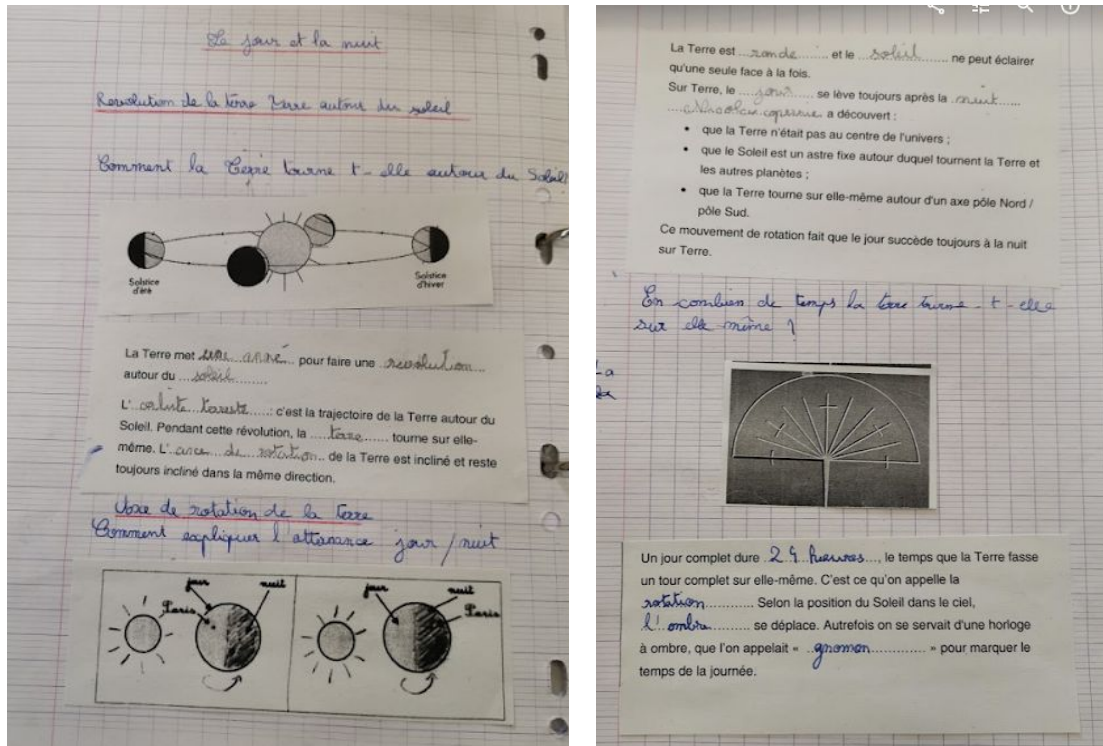 Le jour et la nuit
Revolution de la terre Terre autour du soleil
Comment la Terre tourne t - elle autour du Soleil
Solstice
d'été
Solstice
d'hiver
La Terre met une anné pour faire une revolution
autour du soleil
L' : c'est la trajectoire de la Terre autour du
Soleil. Pendant cette révolution, la terre tourne sur elle-
même. L' de rotation de la Terre est incliné et reste
toujours incliné dans la même direction.
Axe de rotation de la terre
Comment expliquer l' jour / nuit
jour nuit
Paris
jour nuit
Paris
La Terre est ronde et le soleil ne peut éclairer
qu'une seule face à la fois.
Sur Terre, le jour se lève toujours après la nuit
a découvert :
• que la Terre n'était pas au centre de l'univers ;
• que le Soleil est un astre fixe autour duquel tournent la Terre et
les autres planètes ;
• que la Terre tourne sur elle-même autour d'un axe pôle Nord /
pôle Sud.
Ce mouvement de rotation fait que le jour succède toujours à la nuit
sur Terre.
En combien de temps la terre turne - t - elle
sur elle même ?
Un jour complet dure 24 heures, le temps que la Terre fasse
un tour complet sur elle-même. C'est ce qu'on appelle la
rotation. Selon la position du Soleil dans le ciel,
l'ombre se déplace. Autrefois on se servait d'une horloge
à ombre, que l'on appelait « gnomon » pour marquer le
temps de la journée.